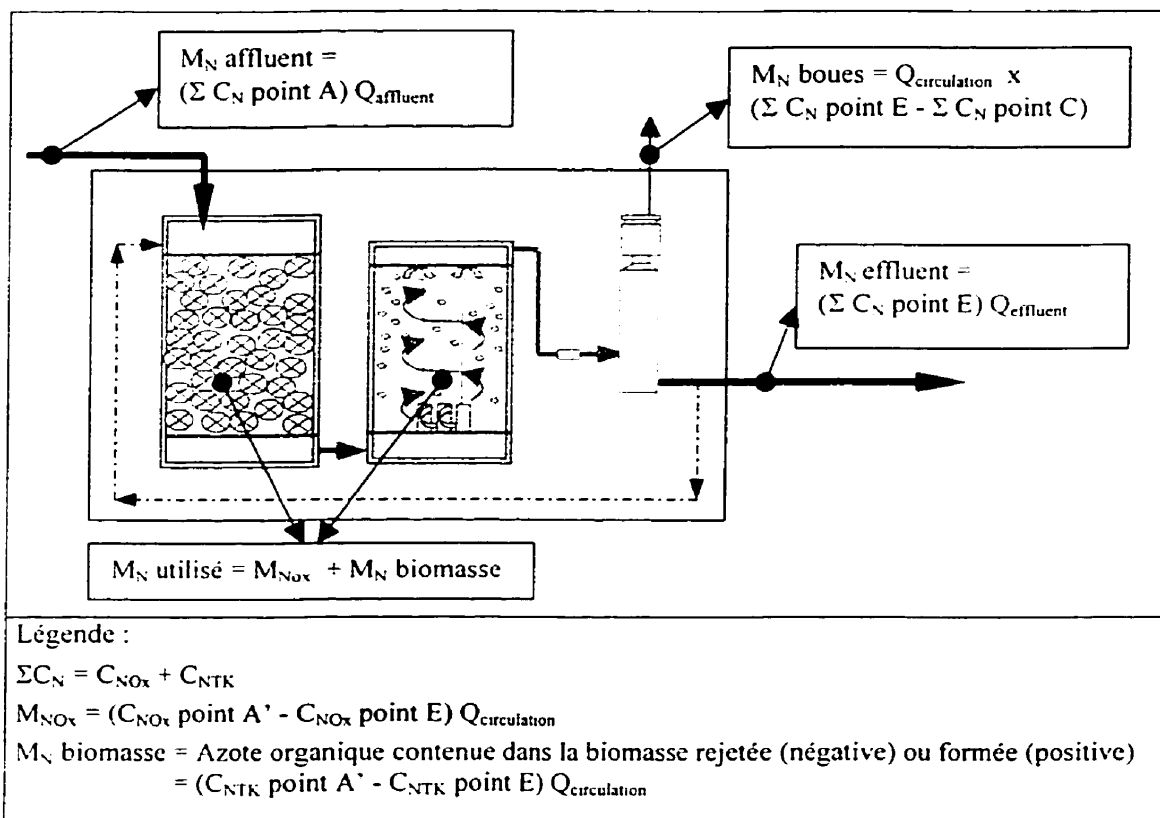 M_N affluent =
(Σ C_N point A) Q_affluent
M_N boues = Q_circulation x
(Σ C_N point E - Σ C_N point C)
M_N effluent =
(Σ C_N point E) Q_effluent
M_N utilisé = M_Nox + M_N biomasse
Légende :
ΣC_N = C_NOx + C_NTK
M_NOx = (C_NOx point A' - C_NOx point E) Q_circulation
M_N biomasse = Azote organique contenue dans la biomasse rejetée (négative) ou formée (positive)
= (C_NTK point A' - C_NTK point E) Q_circulation